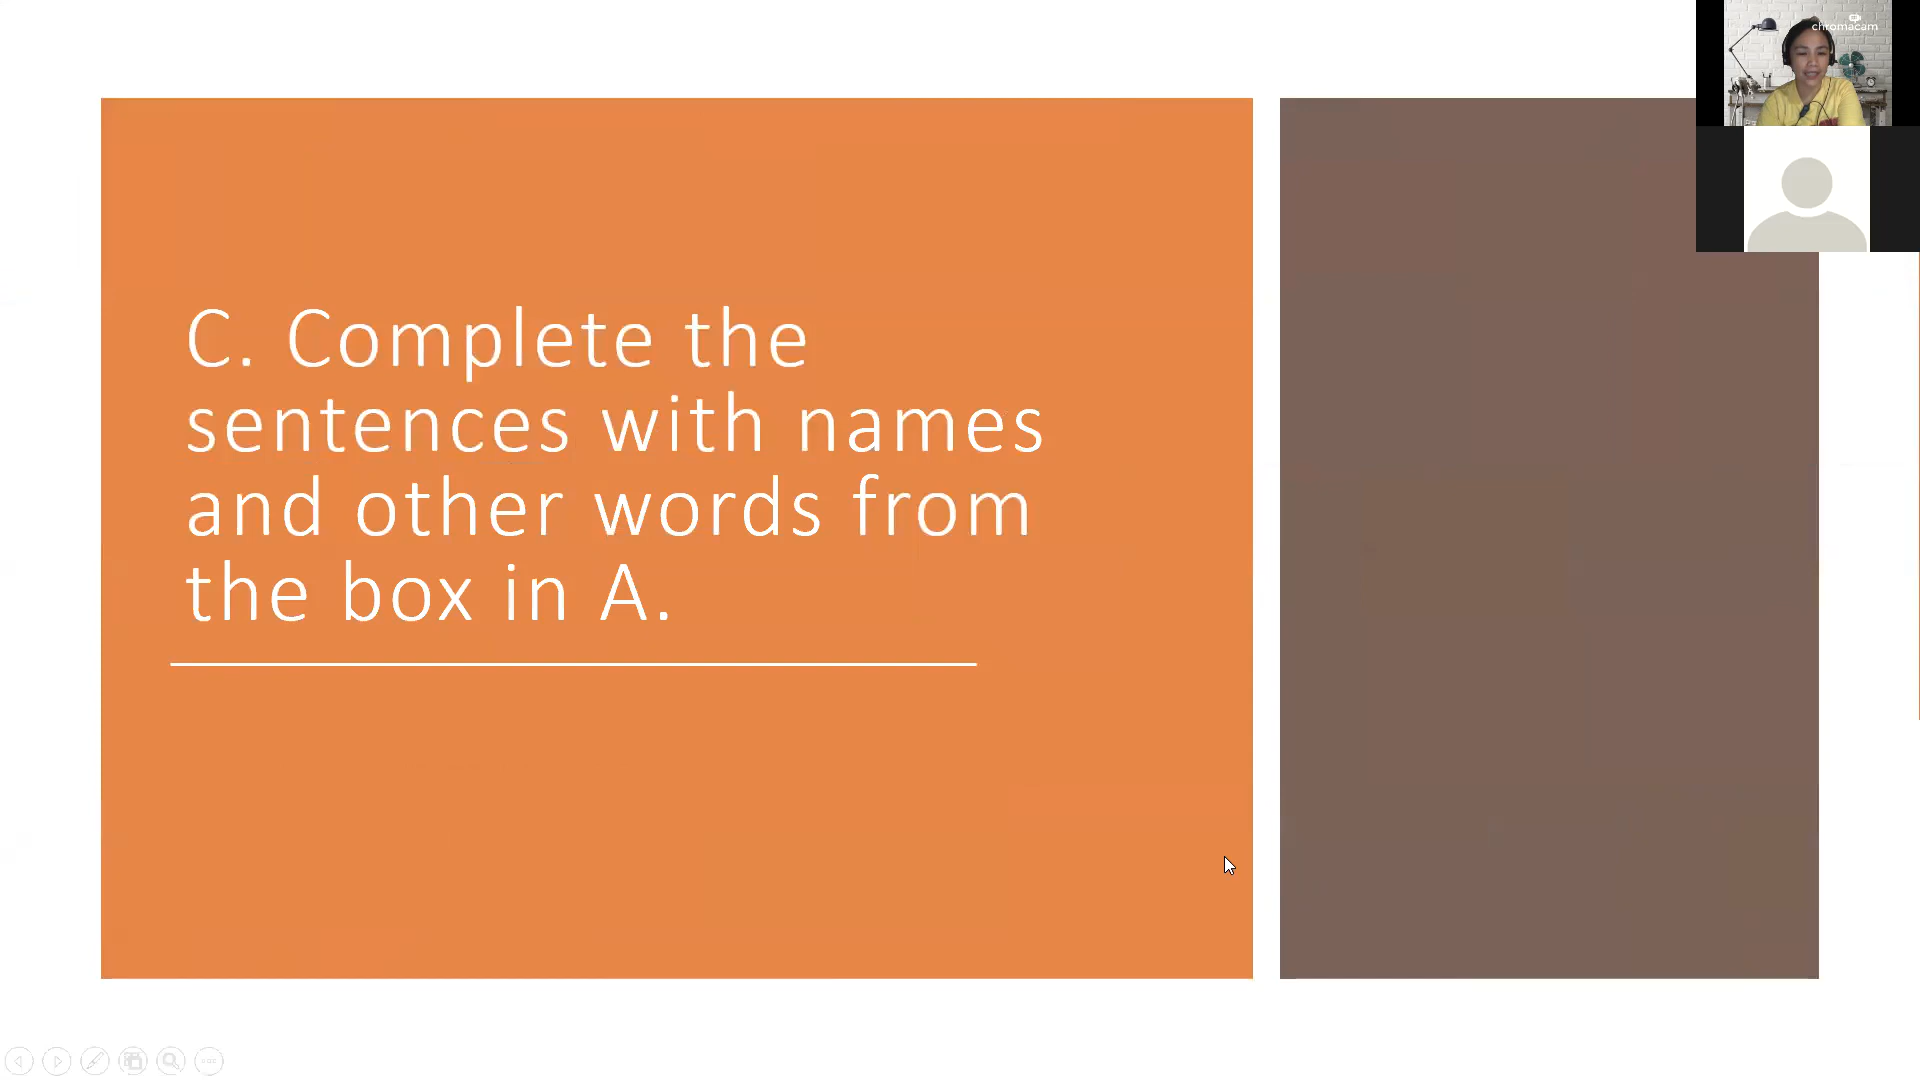 chromacam
C. Complete the
sentences with names
and other words from
the box in A.